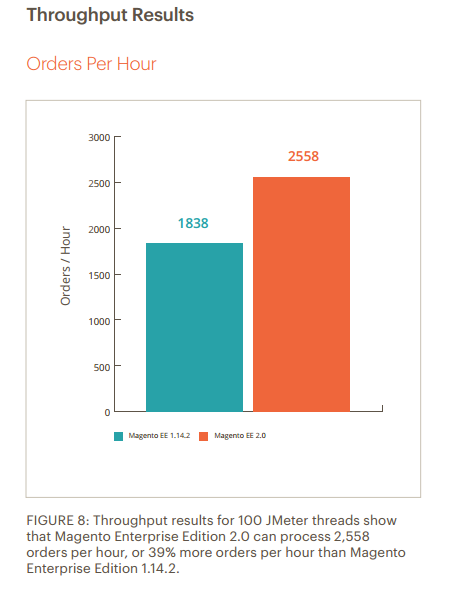 Throughput Results
Orders Per Hour
3000
2558
2500
1838
2000
Orders / Hour
1500
1000
500
0
Magento EE 1.14.2 Magento EE 2.0
FIGURE 8: Throughput results for 100 JMeter threads show
that Magento Enterprise Edition 2.0 can process 2,558
orders per hour, or 39% more orders per hour than Magento
Enterprise Edition 1.14.2.